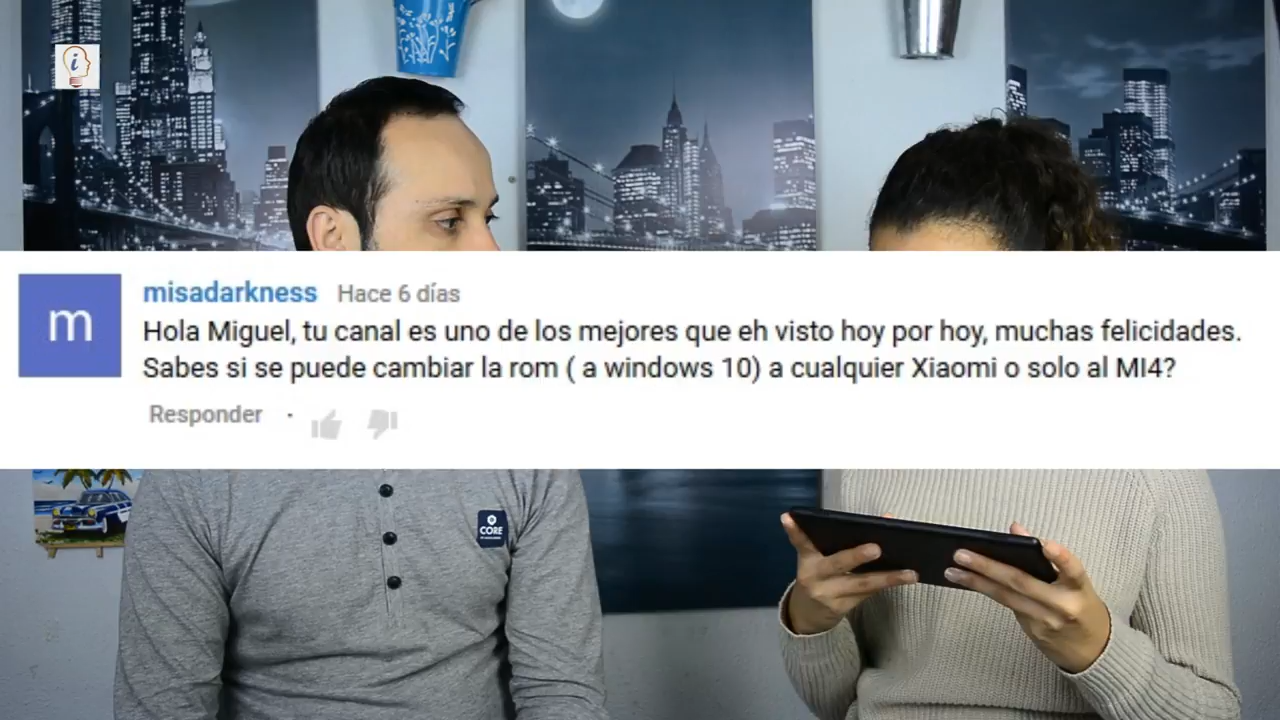 i
m
misadarkness Hace 6 días
Hola Miguel, tu canal es uno de los mejores que eh visto hoy por hoy, muchas felicidades.
Sabes si se puede cambiar la rom ( a windows 10) a cualquier Xiaomi o solo al MI4?
Responder ·
CORE